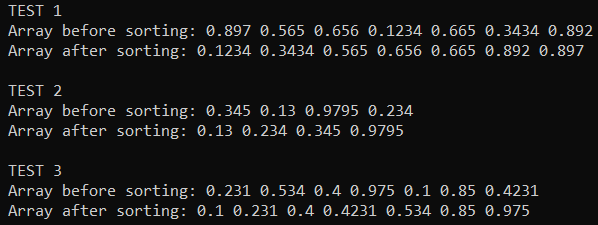 TEST 1
Array before sorting: 0.897 0.565 0.656 0.1234 0.665 0.3434 0.892
Array after sorting: 0.1234 0.3434 0.565 0.656 0.665 0.892 0.897
TEST 2
Array before sorting: 0.345 0.13 0.9795 0.234
Array after sorting: 0.13 0.234 0.345 0.9795
TEST 3
Array before sorting: 0.231 0.534 0.4 0.975 0.1 0.85 0.4231
Array after sorting: 0.1 0.231 0.4 0.4231 0.534 0.85 0.975